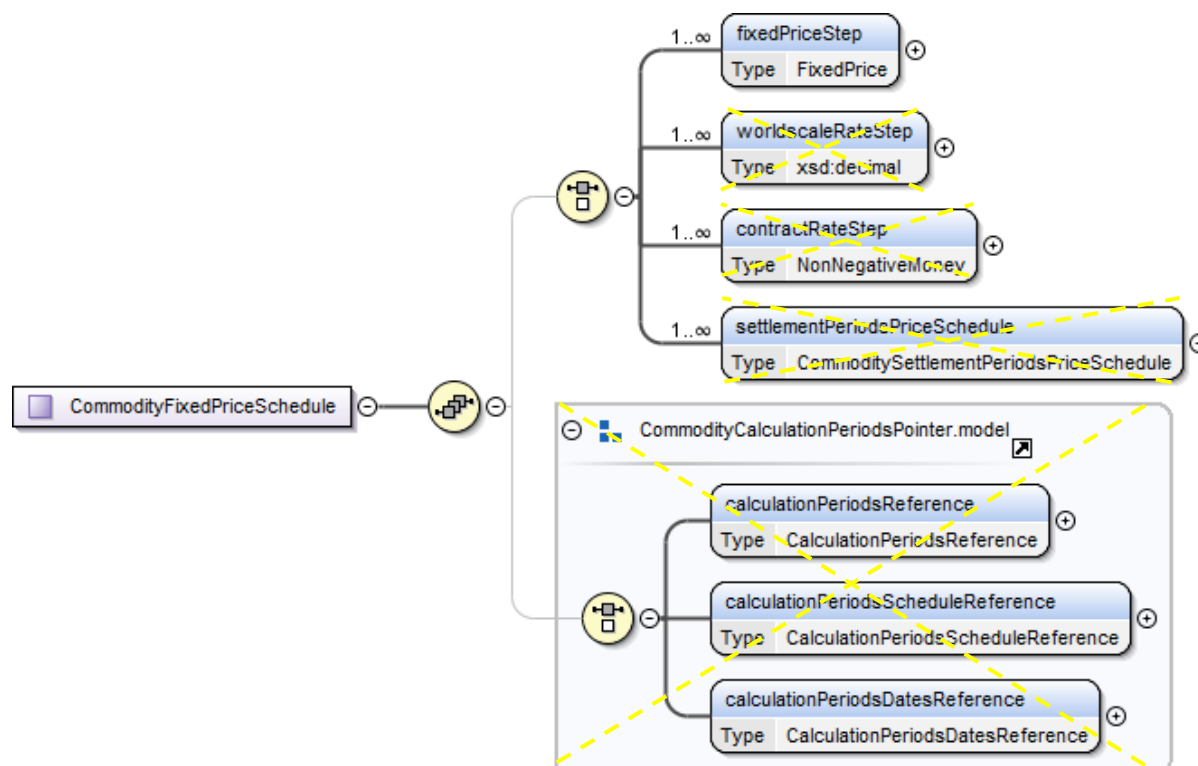 1..∞
fixedPriceStep
Type FixedPrice
1..∞
worldscaleRateStep
Type xsd:decimal
1..∞
contractRateStep
Type NonNegativeMoney
1..∞
settlementPeriodsPriceSchedule
Type CommoditySettlementPeriodsPriceSchedule
CommodityFixedPriceSchedule
CommodityCalculationPeriodsPointer.model
calculationPeriodsReference
Type CalculationPeriodsReference
calculationPeriodsScheduleReference
Type CalculationPeriodsScheduleReference
calculationPeriodsDatesReference
Type CalculationPeriodsDatesReference